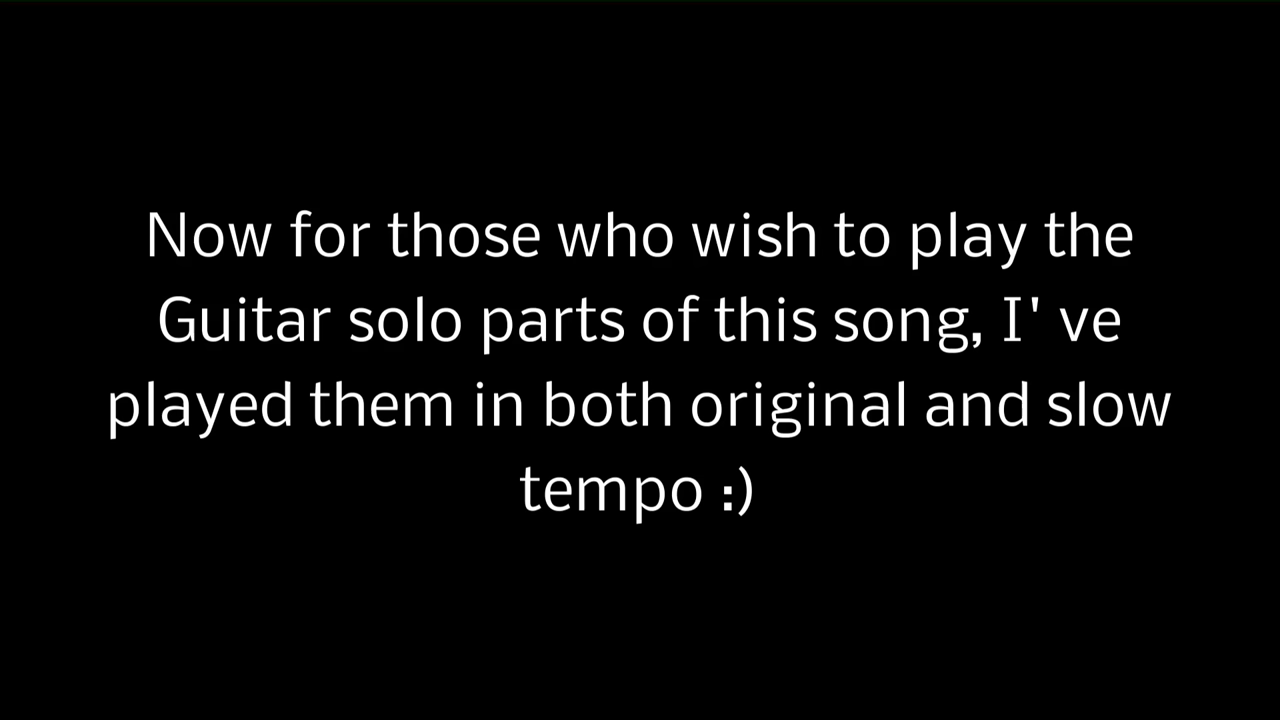 Now for those who wish to play the
Guitar solo parts of this song, I' ve
played them in both original and slow
tempo :)